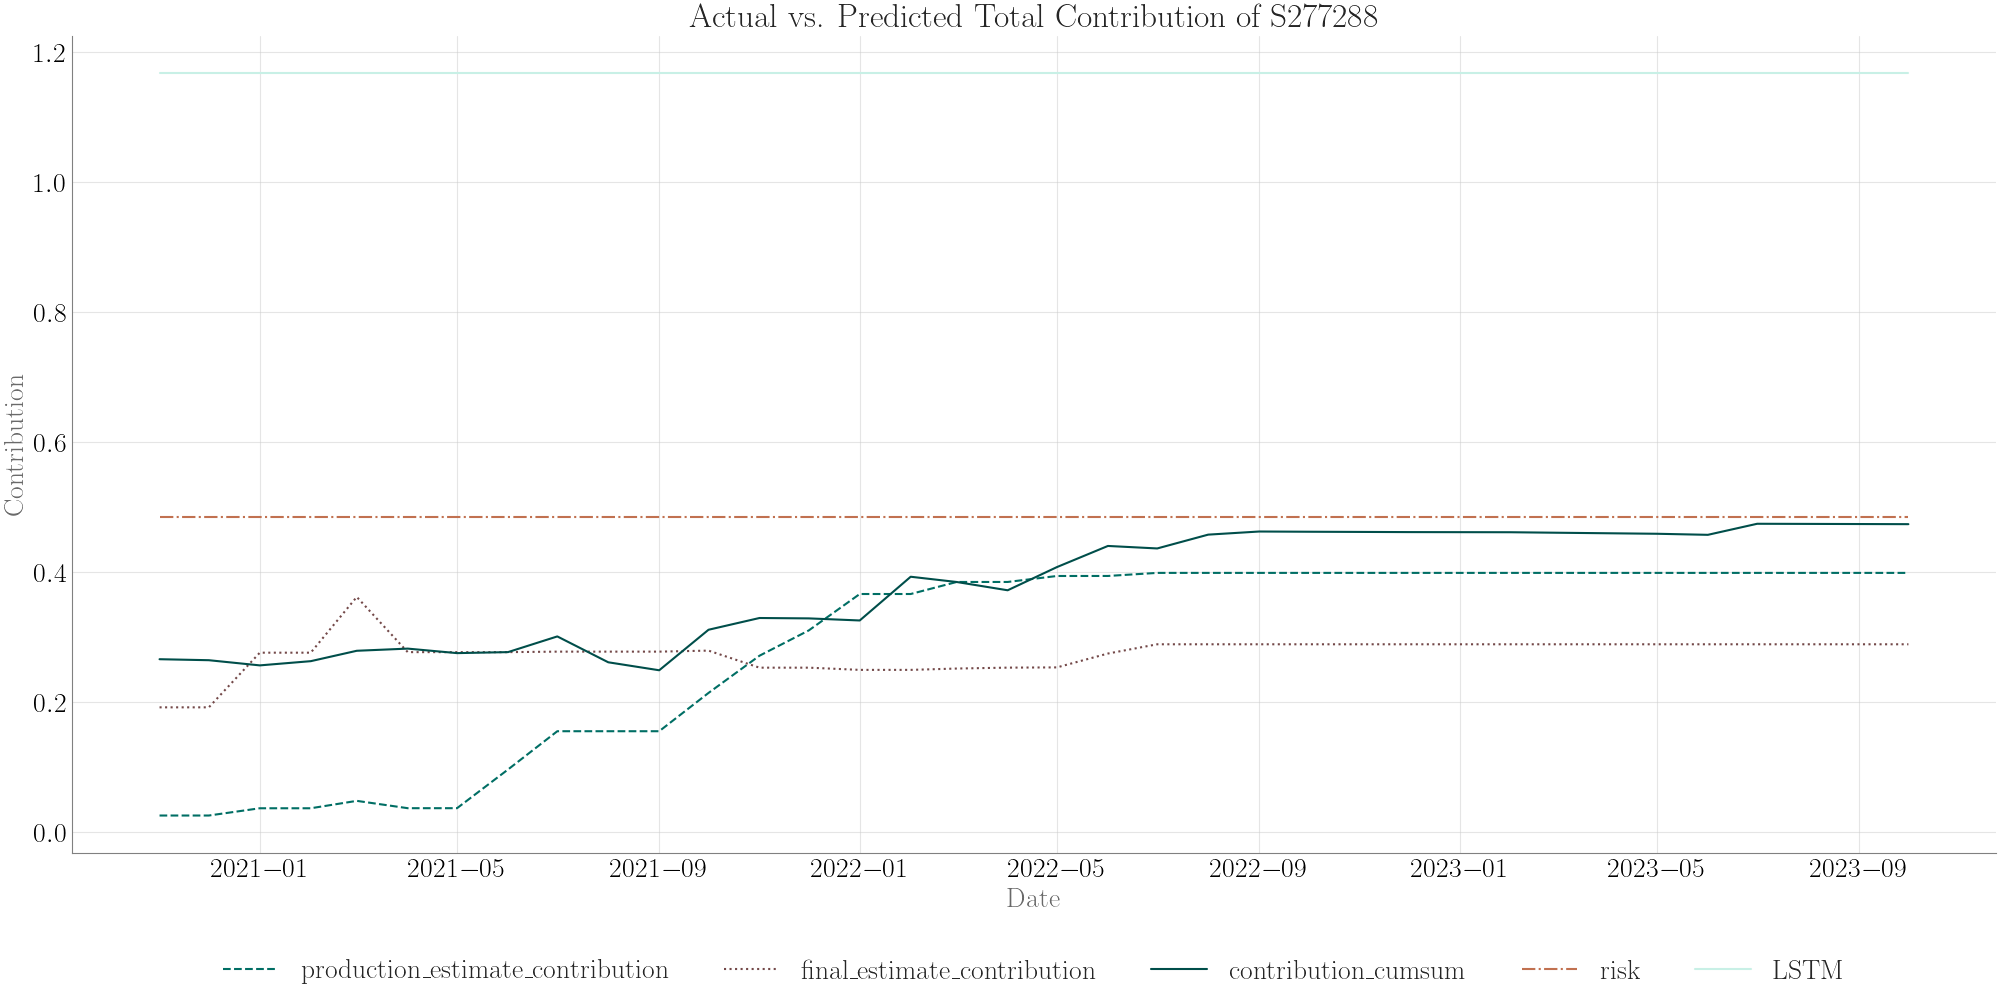 Actual vs. Predicted Total Contribution of S277288
1.2
1.0
0.8
0.6
0.4
0.2
0.0
Contribution
2021−01 2021−05 2021−09 2022−01 2022−05 2022−09 2023−01 2023−05 2023−09
Date
production_estimate_contribution final_estimate_contribution contribution_cumsum risk LSTM